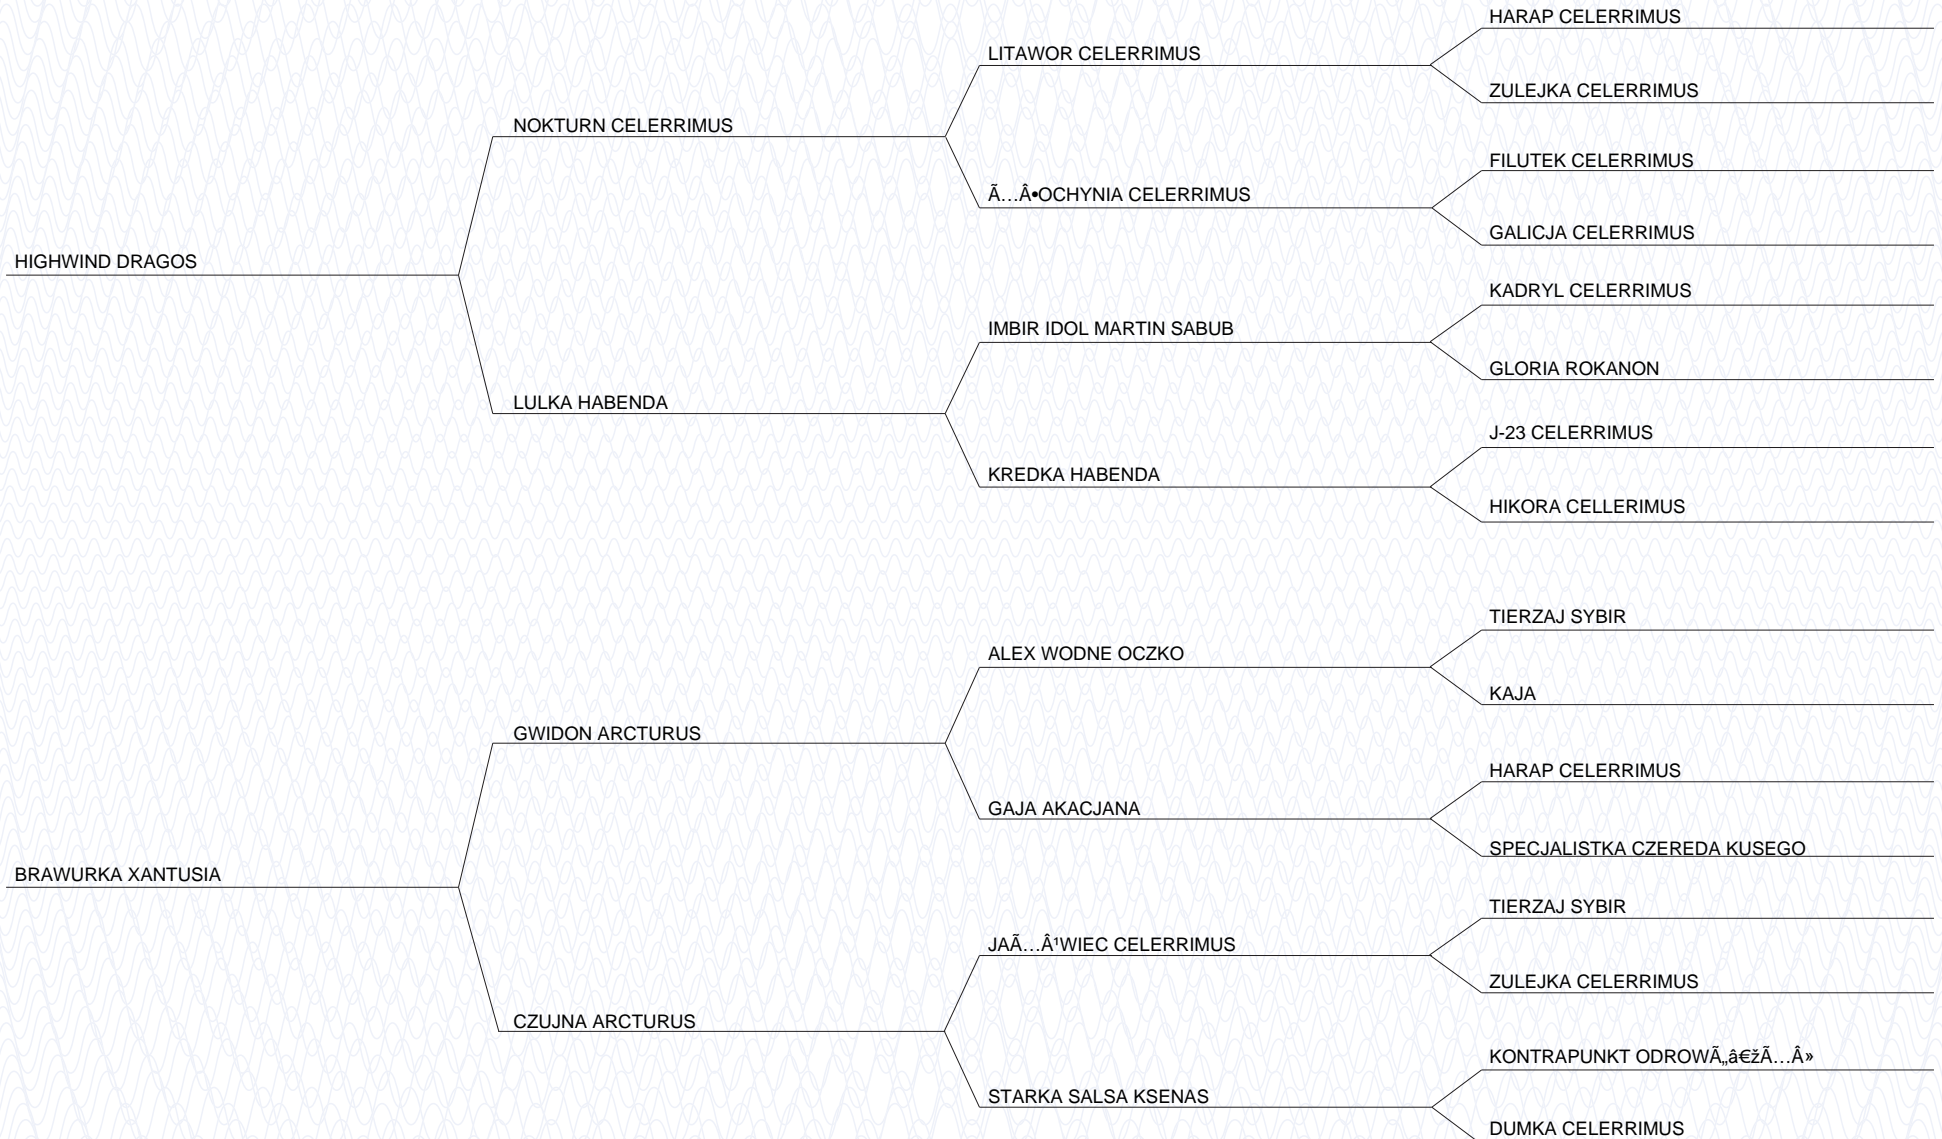 HARAP CELERRIMUS
LITAWOR CELERRIMUS
ZULEJKA CELERRIMUS
NOKTURN CELERRIMUS
FILUTEK CELERRIMUS
Ã…Â•OCHYNIA CELERRIMUS
GALICJA CELERRIMUS
HIGHWIND DRAGOS
KADRYL CELERRIMUS
IMBIR IDOL MARTIN SABUB
GLORIA ROKANON
LULKA HABENDA
J-23 CELERRIMUS
KREDKA HABENDA
HIKORA CELLERIMUS
TIERZAJ SYBIR
ALEX WODNE OCZKO
KAJA
GWIDON ARCTURUS
HARAP CELERRIMUS
GAJA AKACJANA
SPECJALISTKA CZEREDA KUSEGO
BRAWURKA XANTUSIA
TIERZAJ SYBIR
JAÃ…Â¹WIEC CELERRIMUS
ZULEJKA CELERRIMUS
CZUJNA ARCTURUS
KONTRAPUNKT ODROWÃ„â€žÃ…Â»
STARKA SALSA KSENAS
DUMKA CELERRIMUS